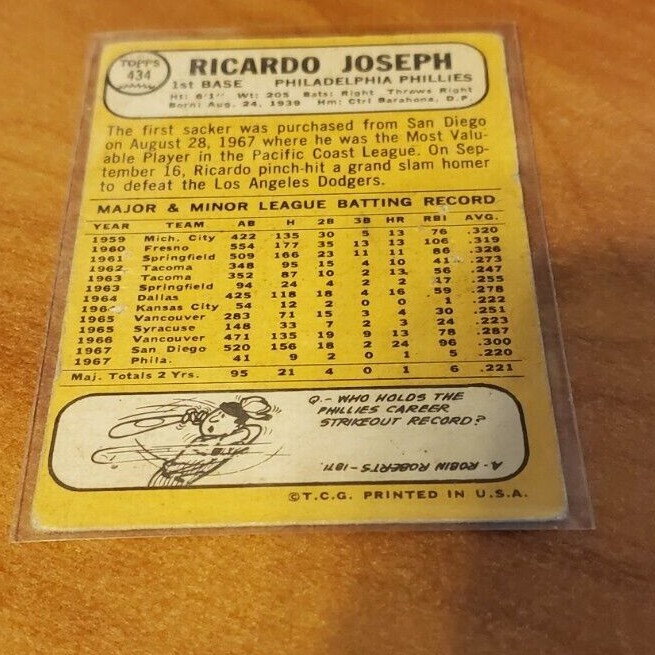 TOPPS
434
RICARDO JOSEPH
1st BASE PHILADELPHIA PHILLIES
Ht: 6'1" Wt: 205 Bats: Right Throws Right
Born: Aug. 24, 1939 Hm: Ctrl Barahona, D.P.
The first sacker was purchased from San Diego
on August 28, 1967 where he was the Most Valu-
able Player in the Pacific Coast League. On Sep-
tember 16, Ricardo pinch-hit a grand slam homer
to defeat the Los Angeles Dodgers.
MAJOR & MINOR LEAGUE BATTING RECORD
YEAR TEAM AB H 2B 3B HR RBI AVG.
1959 Mich. City 422 135 30 5 13 76 .320
1960 Fresno 554 177 35 13 13 106 .319
1961 Springfield 509 166 23 11 11 86 .326
1962 Tacoma 348 95 15 4 10 41 .273
1963 Tacoma 352 87 10 2 13 56 .247
1963 Springfield 94 24 4 2 2 17 .255
1964 Dallas 425 118 18 4 16 59 .278
1964 Kansas City 54 12 2 0 0 1 .222
1965 Vancouver 283 71 15 3 4 30 .251
1965 Syracuse 148 33 7 2 3 24 .223
1966 Vancouver 471 135 19 9 13 78 .287
1967 San Diego 520 156 18 2 24 96 .300
1967 Phila. 41 9 2 0 1 5 .220
Maj. Totals 2 Yrs. 95 21 4 0 1 6 .221
Q.- WHO HOLDS THE
PHILLIES CAREER
STRIKEOUT RECORD?
A- ROBIN ROBERTS-1871.
©T.C.G. PRINTED IN U.S.A.